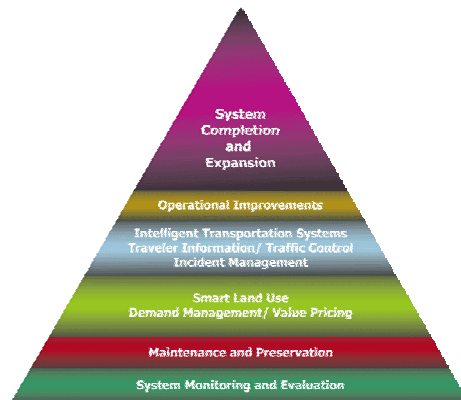 System
Completion
and
Expansion
Operational Improvements
Intelligent Transportation Systems
Traveler Information/ Traffic Control
Incident Management
Smart Land Use
Demand Management/ Value Pricing
Maintenance and Preservation
System Monitoring and Evaluation